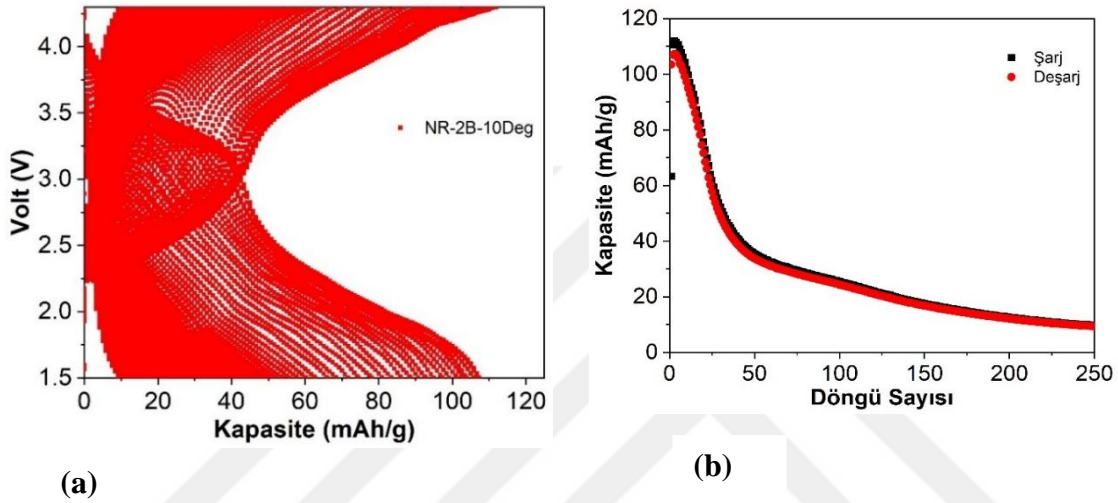 4.0
3.5
3.0
2.5
2.0
1.5
Volt (V)
NR-2B-10Deg
0 20 40 60 80 100 120
Kapasite (mAh/g)
(a)
120
100
80
60
40
20
0
Kapasite (mAh/g)
Şarj
Deşarj
0 50 100 150 200 250
Döngü Sayısı
(b)